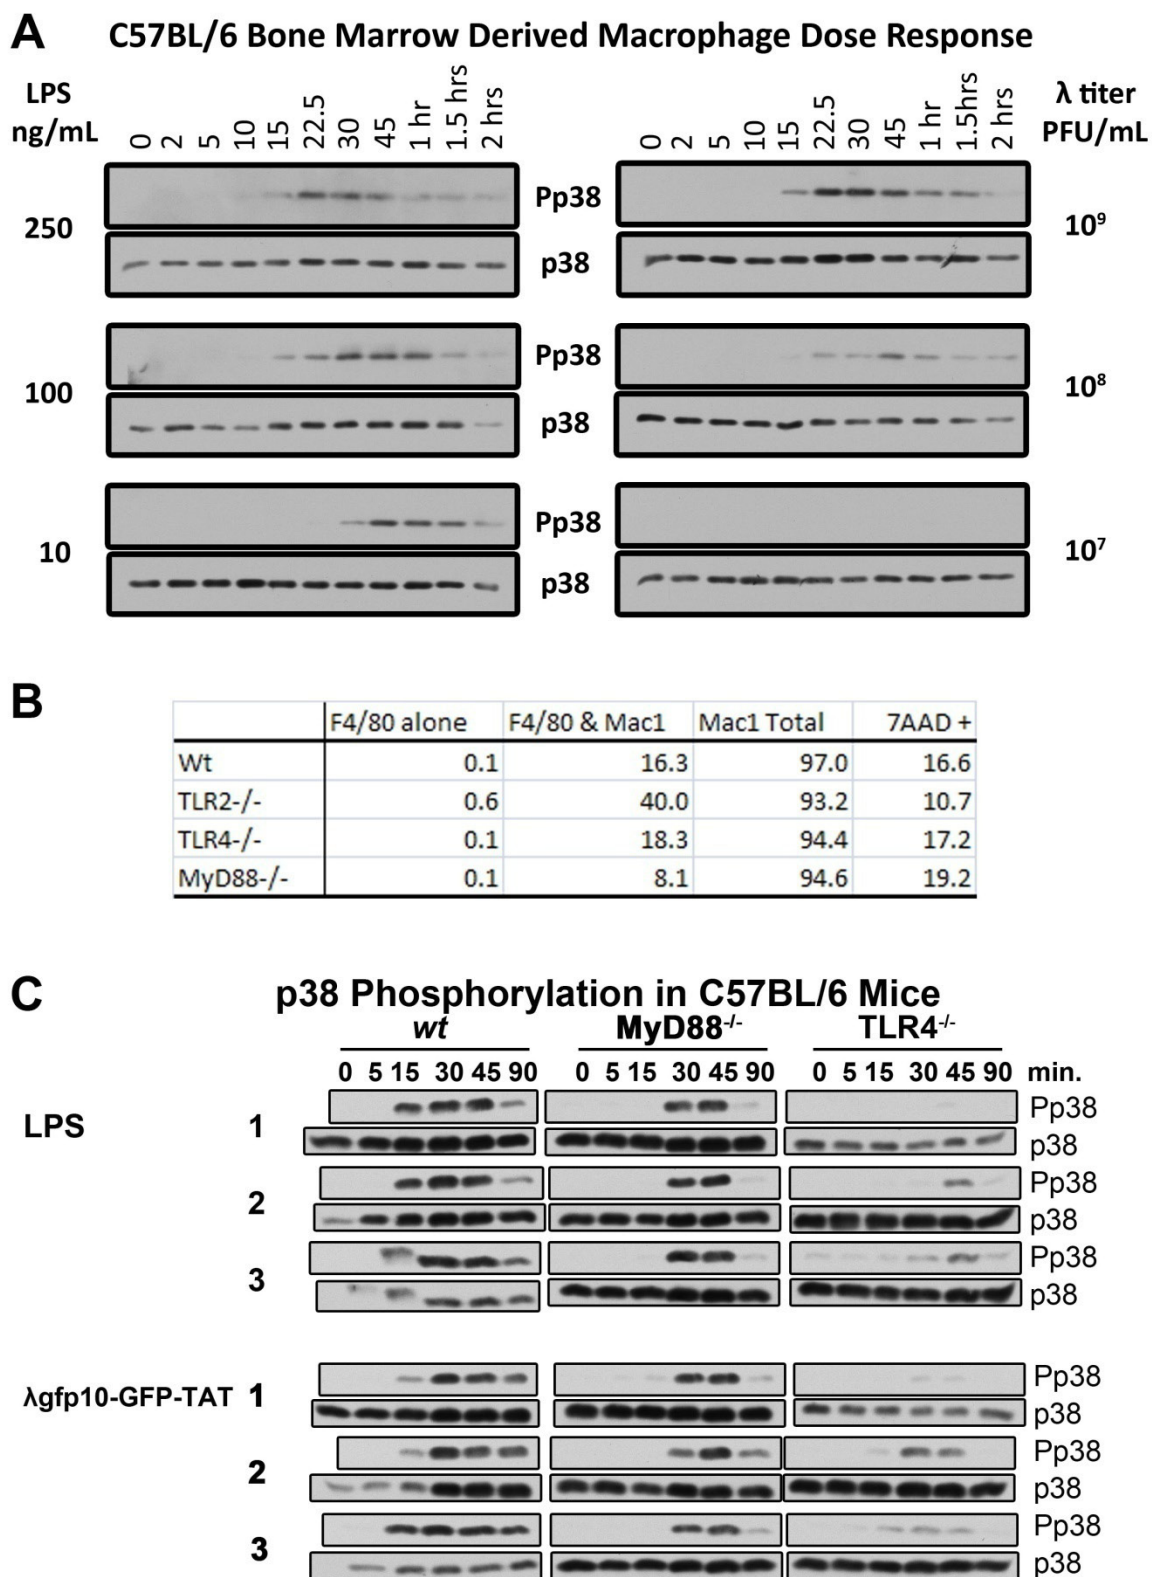 A C57BL/6 Bone Marrow Derived Macrophage Dose Response
LPS ng/mL
0 2 5 10 15 22.5 30 45 1 hr 1.5 hrs 2 hrs
0 2 5 10 15 22.5 30 45 1 hr 1.5hrs 2 hrs
λ titer PFU/mL
250 Pp38 10⁹
p38
100 Pp38 10⁸
p38
10 Pp38 10⁷
p38
B
F4/80 alone F4/80 & Mac1 Mac1 Total 7AAD +
Wt 0.1 16.3 97.0 16.6
TLR2-/- 0.6 40.0 93.2 10.7
TLR4-/- 0.1 18.3 94.4 17.2
MyD88-/- 0.1 8.1 94.6 19.2
C p38 Phosphorylation in C57BL/6 Mice
wt MyD88-/- TLR4-/-
0 5 15 30 45 90 0 5 15 30 45 90 0 5 15 30 45 90 min.
LPS 1 Pp38
p38
2 Pp38
p38
3 Pp38
p38
λgfp10-GFP-TAT 1 Pp38
p38
2 Pp38
p38
3 Pp38
p38